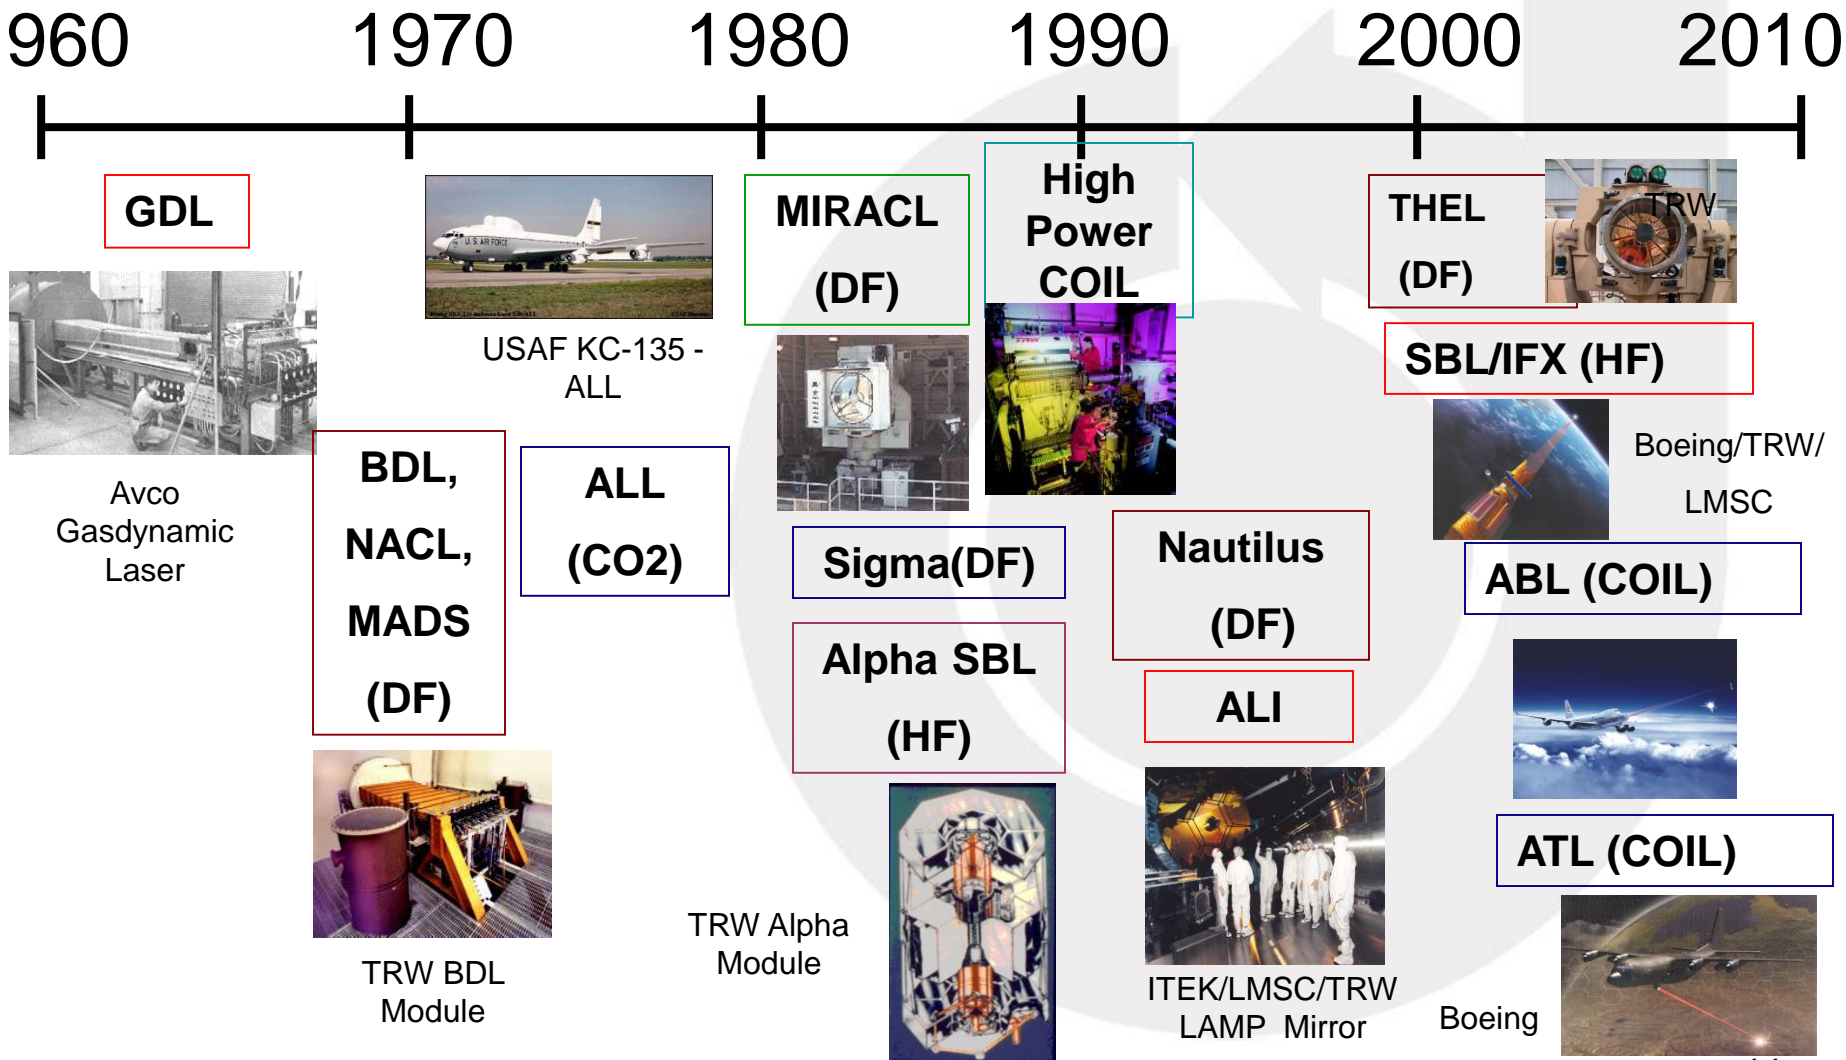 960 1970 1980 1990 2000 2010
GDL
Avco
Gasdynamic
Laser
BDL,
NACL,
MADS
(DF)
TRW BDL
Module
U.S. AIR FORCE
USAF KC-135 -
ALL
ALL
(CO2)
MIRACL
(DF)
Sigma(DF)
Alpha SBL
(HF)
TRW Alpha
Module
High
Power
COIL
Nautilus
(DF)
ALI
ITEK/LMSC/TRW
LAMP Mirror
THEL
(DF)
TRW
SBL/IFX (HF)
Boeing/TRW/
LMSC
ABL (COIL)
ATL (COIL)
Boeing